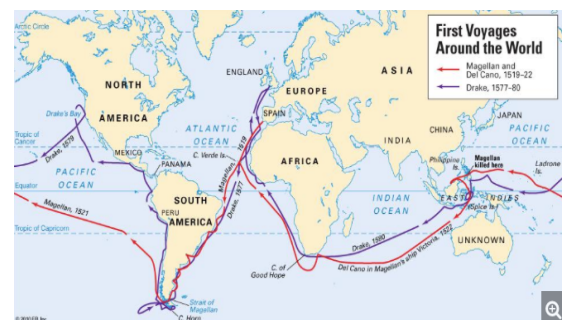 First Voyages
Around the World
Magellan and
Del Cano, 1519–22
Drake, 1577-80
Arctic Circle
NORTH
AMERICA
ENGLAND
EUROPE
ASIA
Drake's Bay
SPAIN
JAPAN
CHINA
Tropic of
Cancer
Drake, 1579
MEXICO
ATLANTIC
OCEAN
C. Verde Is.
PANAMA
AFRICA
INDIA
PACIFIC
OCEAN
Philippine
Is.
Magellan
killed here
Ladrone
Is.
PACIFIC
OCEAN
Equator
Magellan, 1519
Drake, 1577
INDIAN
OCEAN
EAST INDIES
Spice Is.
SOUTH
AMERICA
PERU
Magellan, 1521
Tropic of Capricorn
Drake, 1580
Del Cano in Magellan's ship Victoria, 1522
UNKNOWN
C. of
Good Hope
Strait of
Magellan
C. Horn